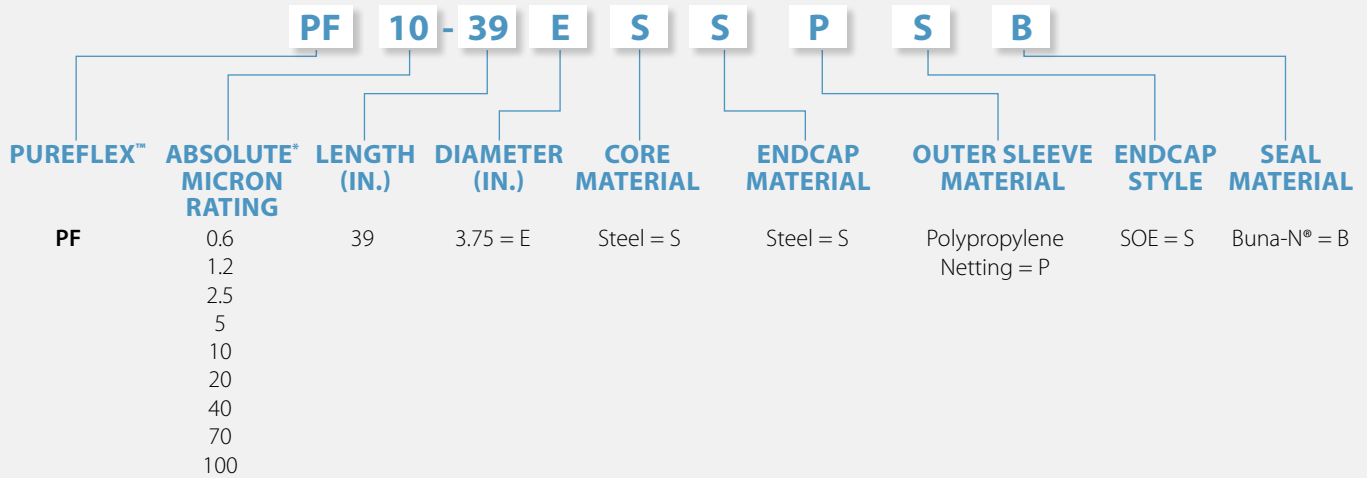 PF 10 - 39 E S S P S B
PUREFLEX™ ABSOLUTE* LENGTH DIAMETER CORE ENDCAP OUTER SLEEVE ENDCAP SEAL
MICRON (IN.) (IN.) MATERIAL MATERIAL MATERIAL STYLE MATERIAL
RATING
PF 0.6 39 3.75 = E Steel = S Steel = S Polypropylene SOE = S Buna-N® = B
1.2 Netting = P
2.5
5
10
20
40
70
100